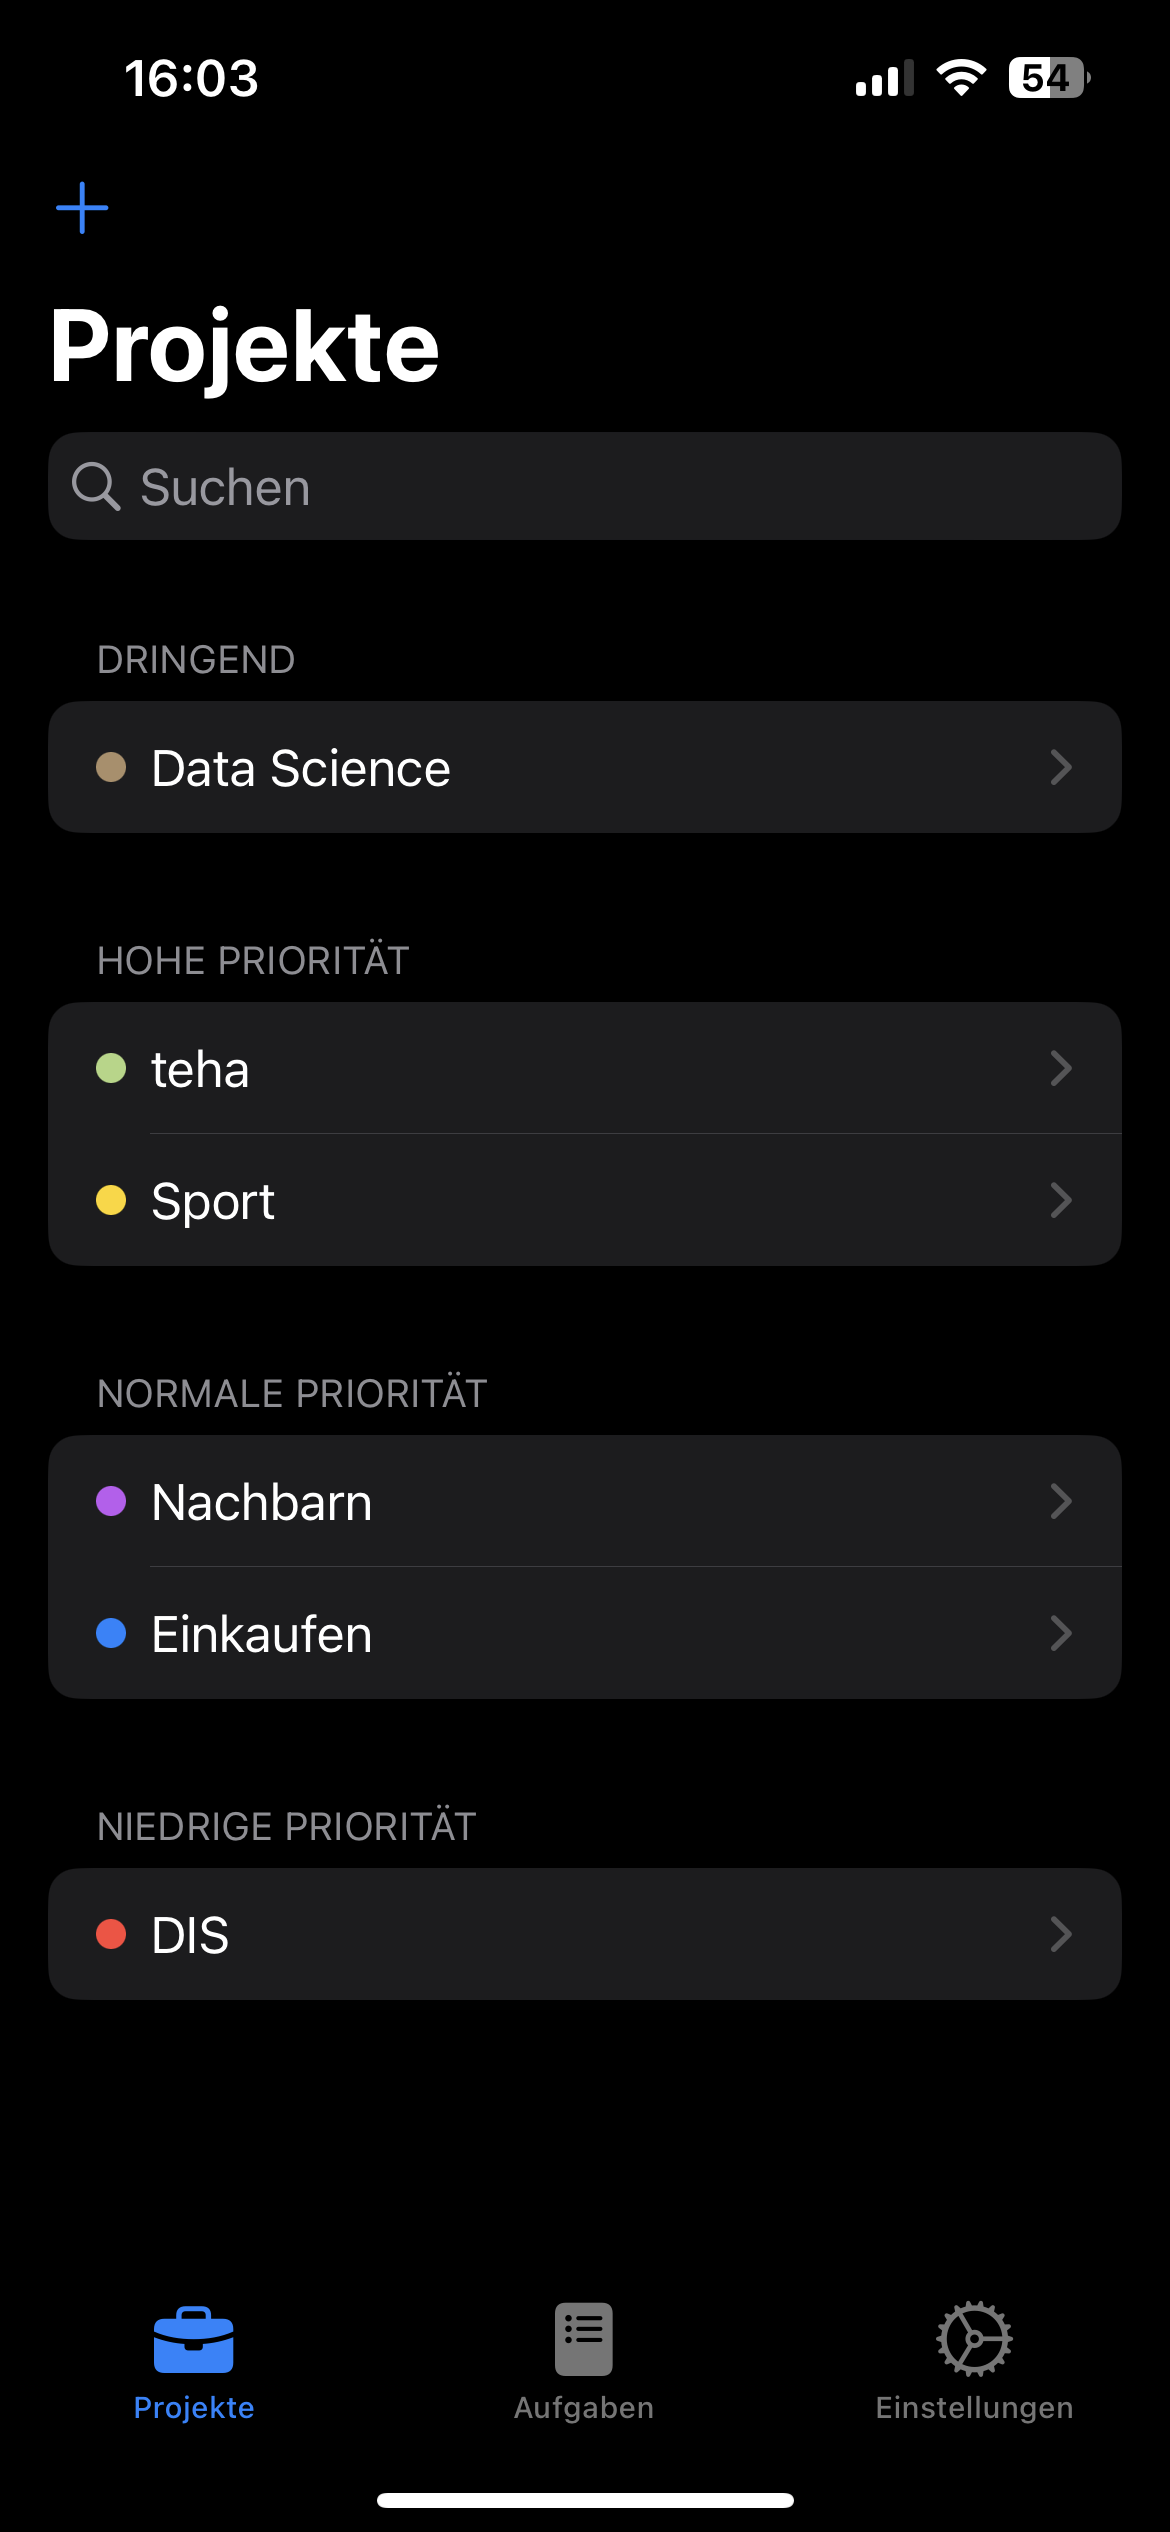 16:03
54
Projekte
Suchen
DRINGEND
Data Science
HOHE PRIORITÄT
teha
Sport
NORMALE PRIORITÄT
Nachbarn
Einkaufen
NIEDRIGE PRIORITÄT
DIS
Projekte
Aufgaben
Einstellungen